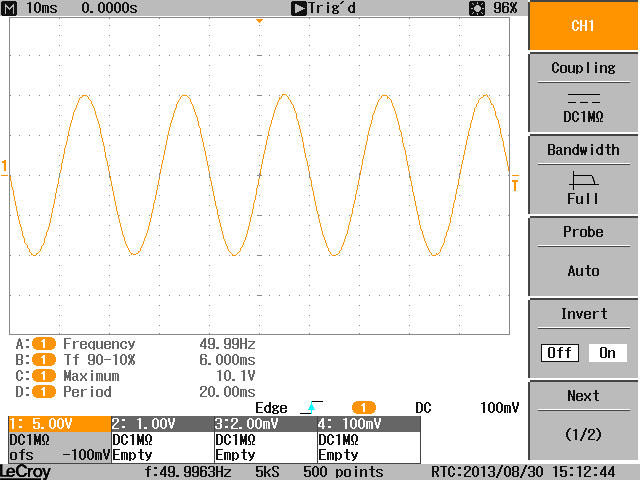 M 10ms 0.0000s Trig'd 96%
CH1
Coupling
DC1MΩ
Bandwidth
Full
Probe
Auto
Invert
Off On
Next
(1/2)
1
T
A: 1 Frequency 49.99Hz
B: 1 Tf 90-10% 6.000ms
C: 1 Maximum 10.1V
D: 1 Period 20.00ms
Edge 1 DC 100mV
1: 5.00V 2: 1.00V 3:2.00mV 4: 100mV
DC1MΩ DC1MΩ DC1MΩ DC1MΩ
ofs -100mV Empty Empty Empty
LeCroy f:49.9963Hz 5kS 500 points RTC:2013/08/30 15:12:44